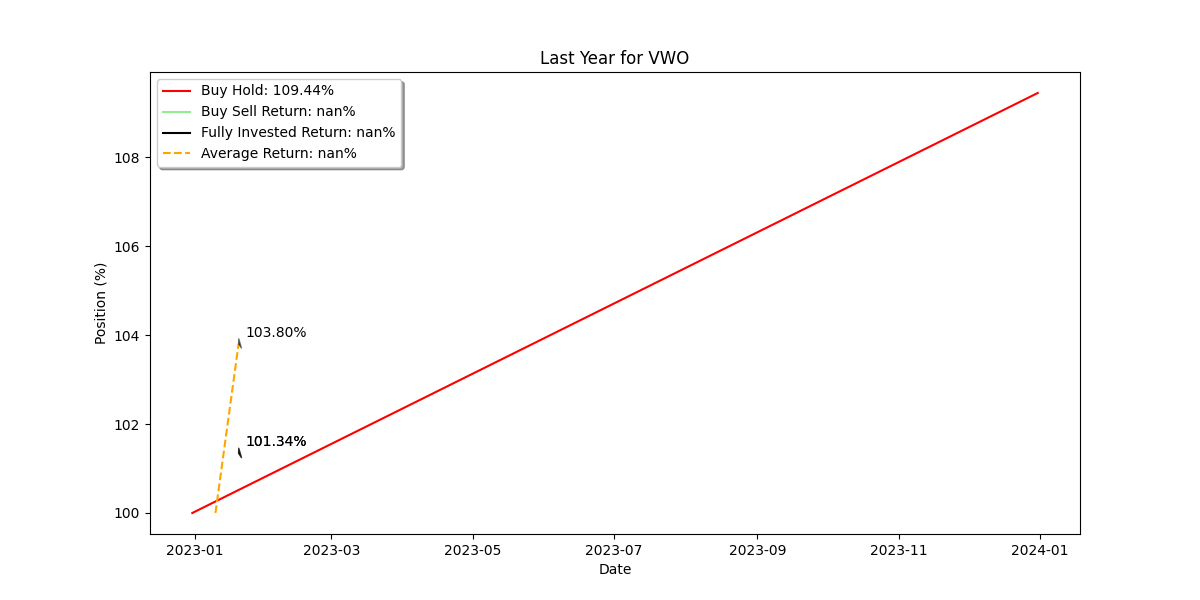 Last Year for VWO
Buy Hold: 109.44%
Buy Sell Return: nan%
Fully Invested Return: nan%
Average Return: nan%
108
106
104
102
100
Position (%)
103.80%
101.34%
2023-01 2023-03 2023-05 2023-07 2023-09 2023-11 2024-01
Date